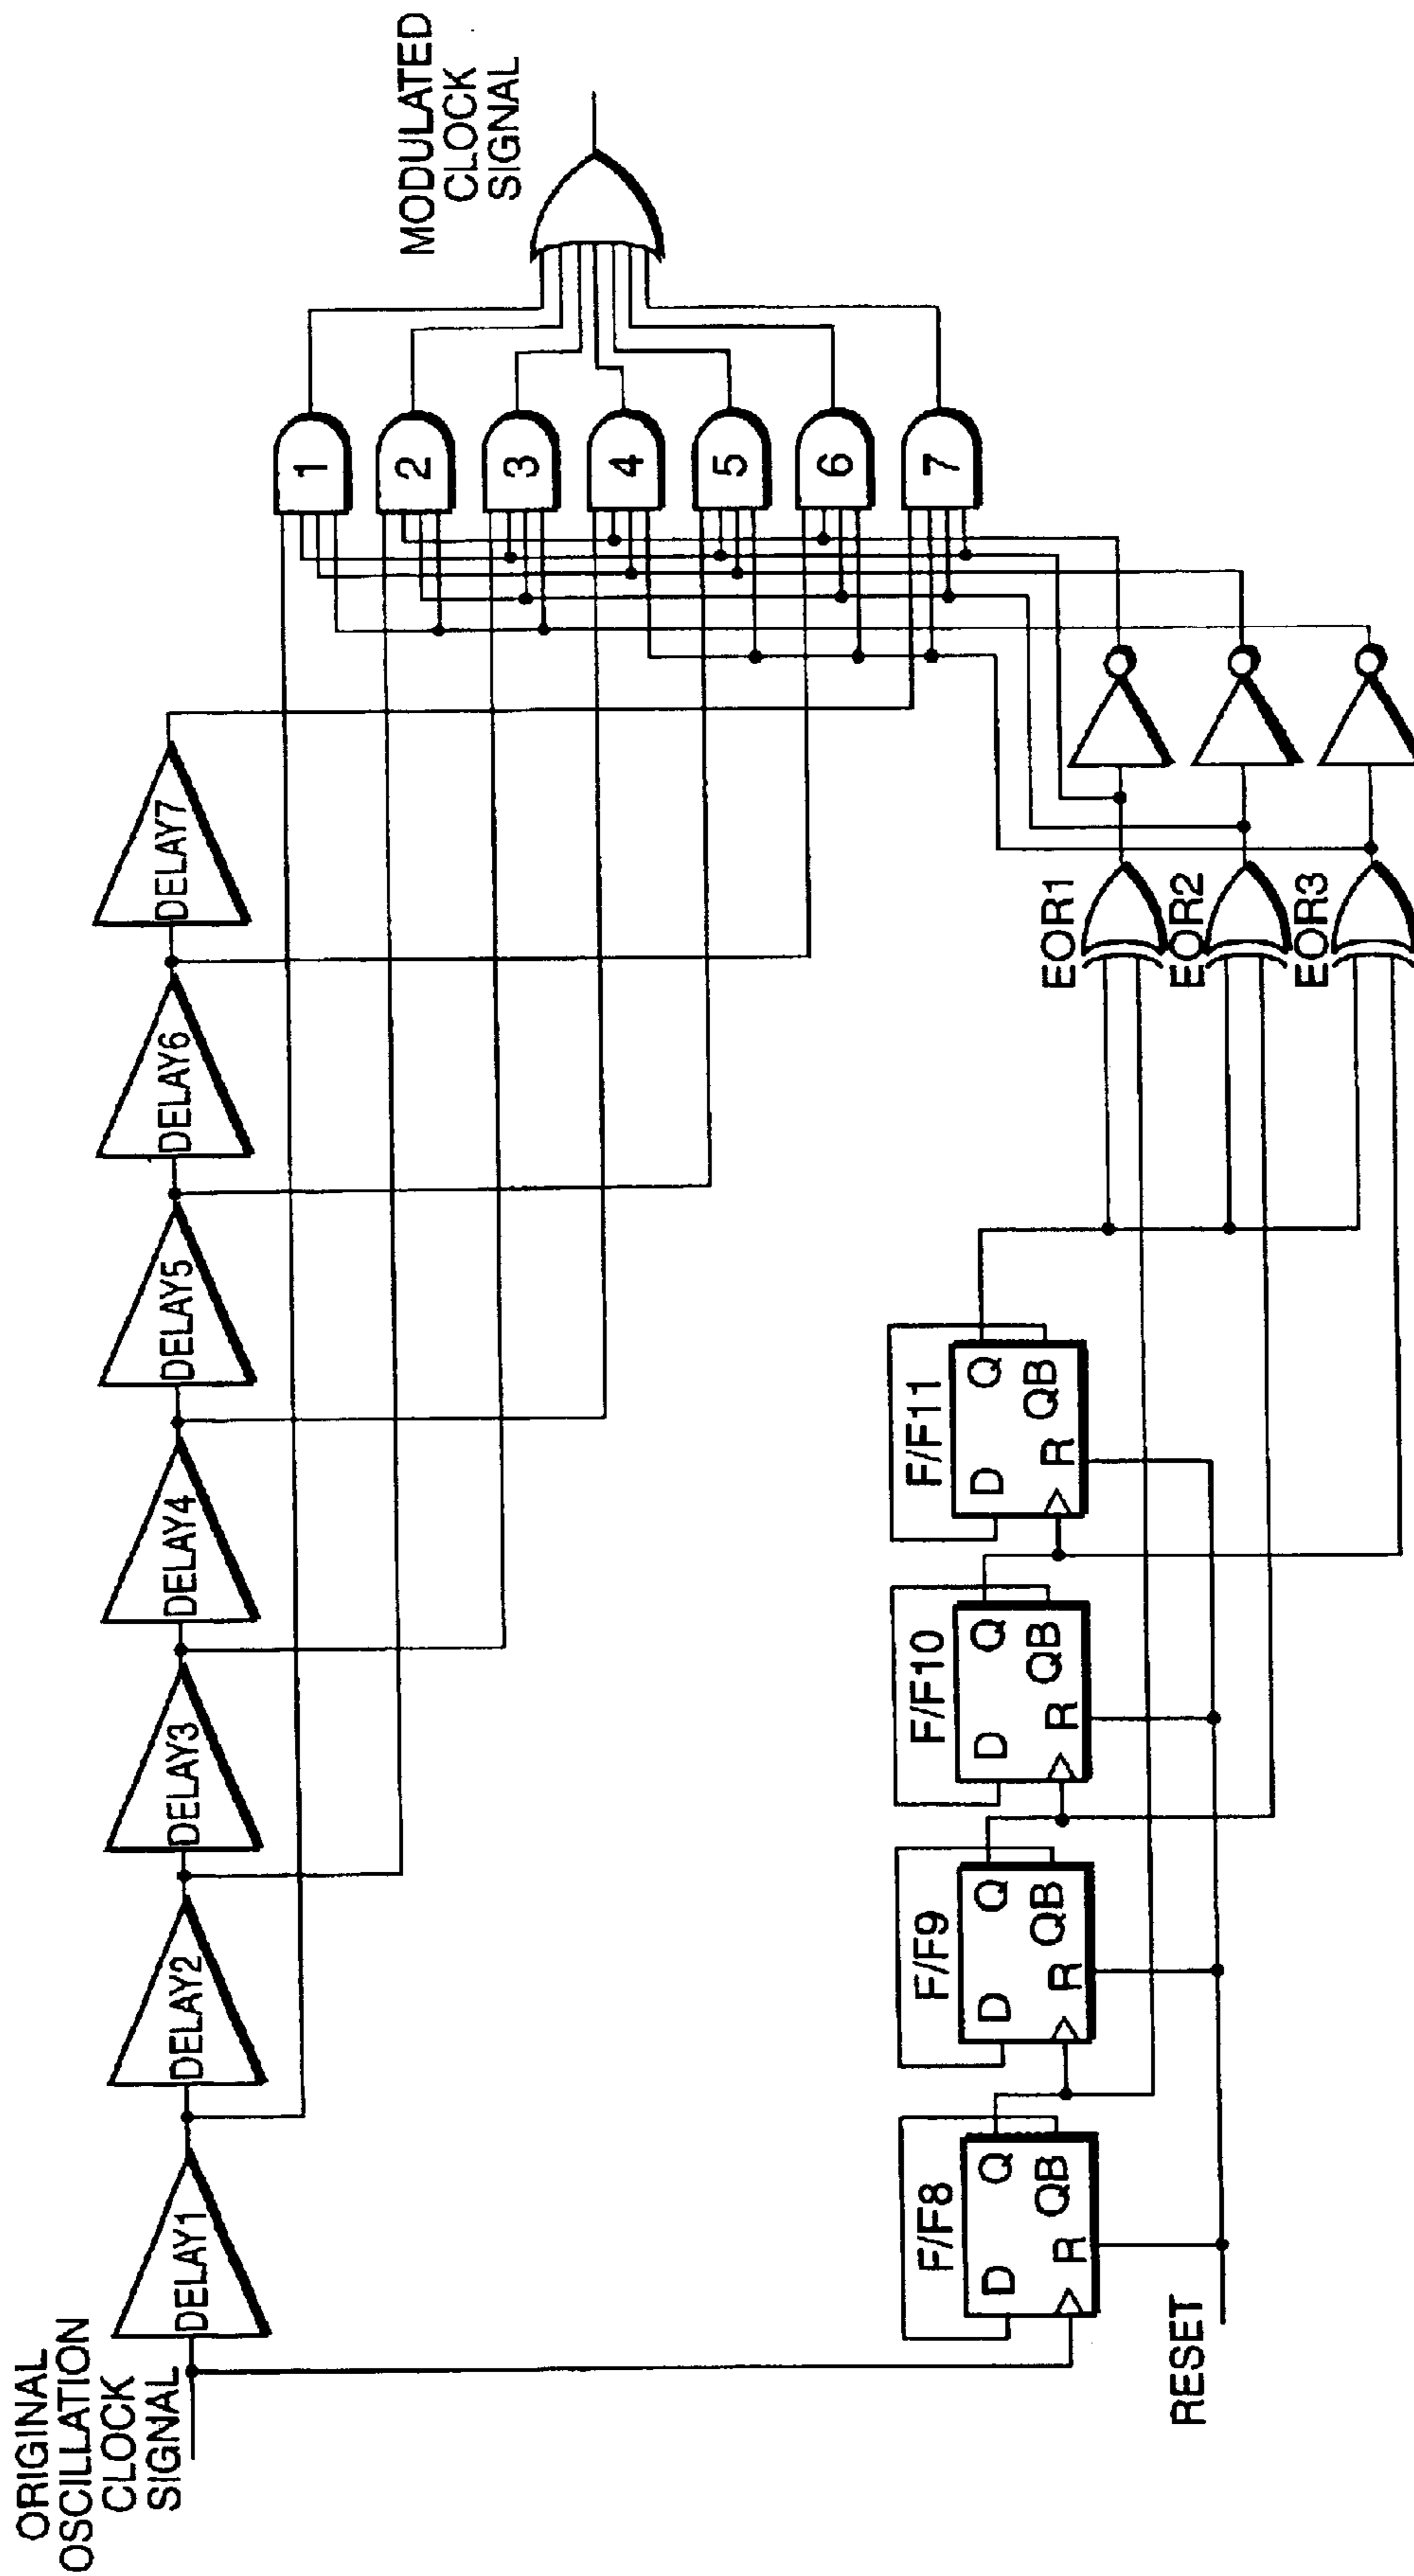 ORIGINAL
OSCILLATION
CLOCK
SIGNAL
DELAY1
DELAY2
DELAY3
DELAY4
DELAY5
DELAY6
DELAY7
1
2
3
4
5
6
7
MODULATED
CLOCK
SIGNAL
F/F8
D
Q
R
QB
F/F9
D
Q
R
QB
F/F10
D
Q
R
QB
F/F11
D
Q
R
QB
EOR1
EOR2
EOR3
RESET